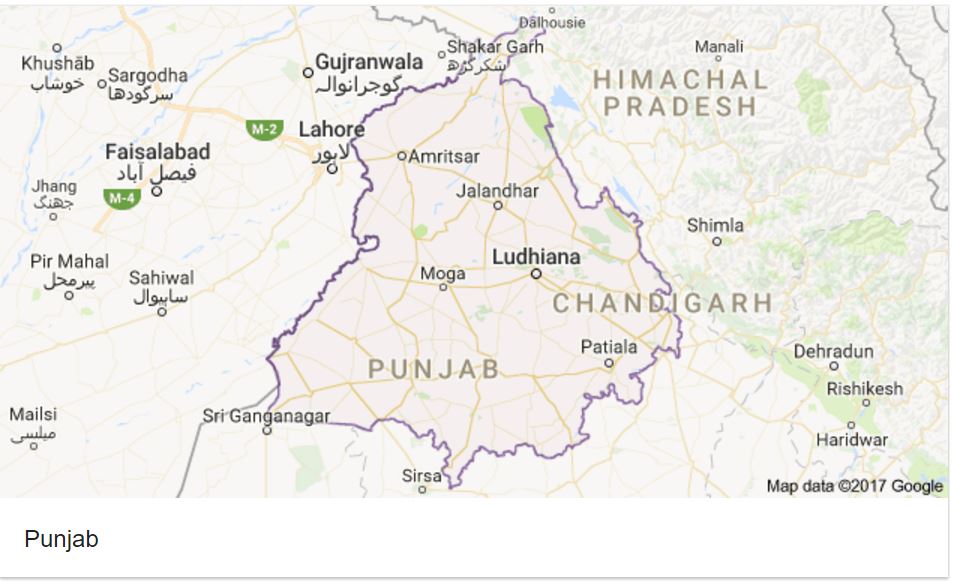 Dalhousie
Khushāb
خوشاب
Sargodha
سرگودھا
Gujranwala
گوجرانوالہ
Shakar Garh
شکرگڑھ
Manali
HIMACHAL
PRADESH
M-2
Lahore
لاہور
Amritsar
Faisalabad
فیصل آباد
Jhang
جھنگ
M-4
Jalandhar
Shimla
Pir Mahal
پیرمحل
Sahiwal
ساہیوال
Moga
Ludhiana
CHANDIGARH
PUNJAB
Patiala
Dehradun
Rishikesh
Mailsi
میلسی
Sri Ganganagar
Haridwar
Sirsa
Map data ©2017 Google
Punjab